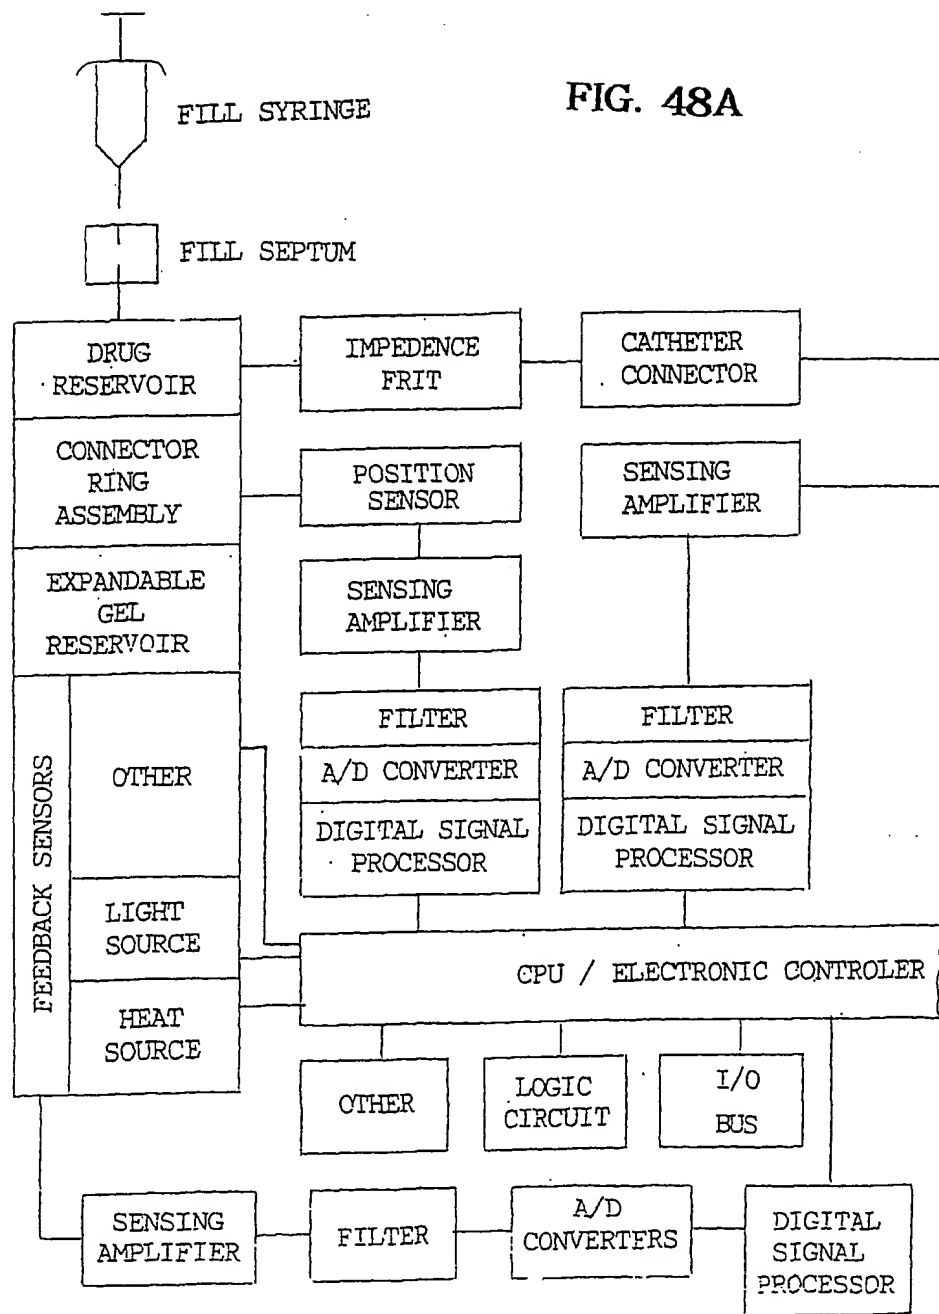 FIG. 48A
FILL SYRINGE
FILL SEPTUM
DRUG
RESERVOIR
IMPEDENCE
FRIT
CATHETER
CONNECTOR
CONNECTOR
RING
ASSEMBLY
POSITION
SENSOR
SENSING
AMPLIFIER
EXPANDABLE
GEL
RESERVOIR
SENSING
AMPLIFIER
FEEDBACK SENSORS
OTHER
LIGHT
SOURCE
HEAT
SOURCE
FILTER
A/D CONVERTER
DIGITAL SIGNAL
PROCESSOR
FILTER
A/D CONVERTER
DIGITAL SIGNAL
PROCESSOR
CPU / ELECTRONIC CONTROLER
OTHER
LOGIC
CIRCUIT
I/O
BUS
SENSING
AMPLIFIER
FILTER
A/D
CONVERTERS
DIGITAL
SIGNAL
PROCESSOR